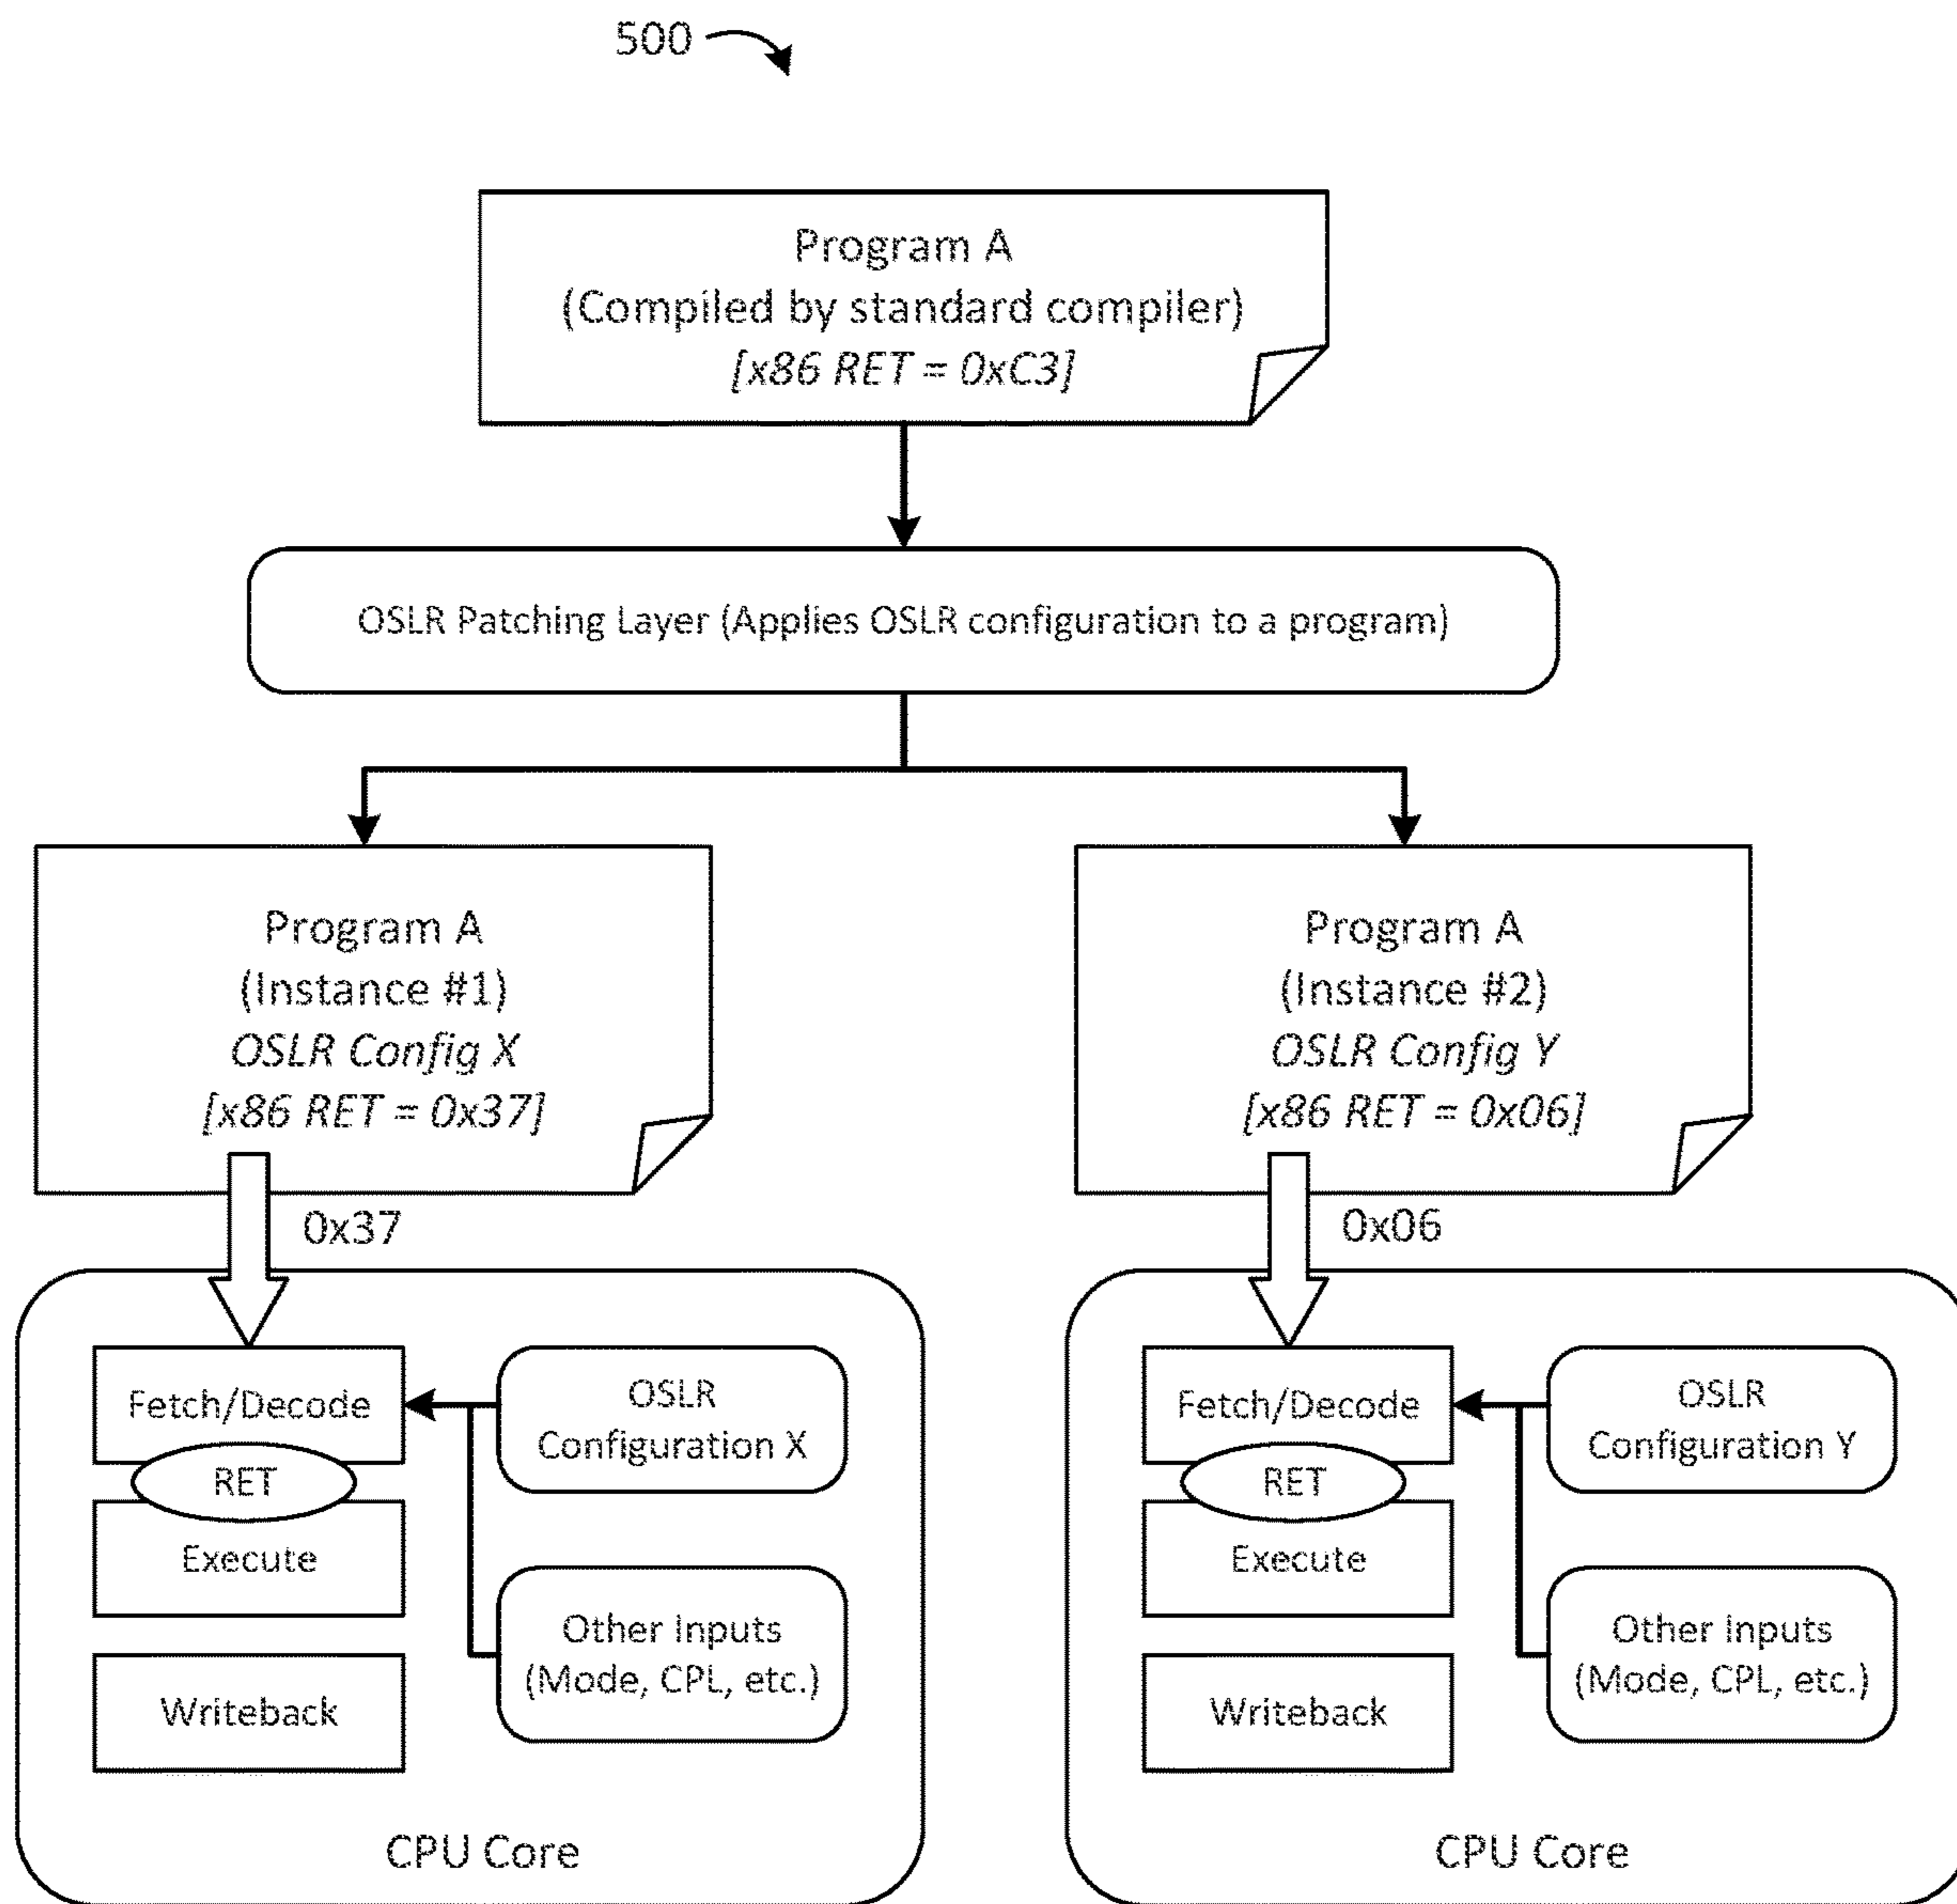 500
Program A
(Compiled by standard compiler)
[x86 RET = 0xC3]
OSLR Patching Layer (Applies OSLR configuration to a program)
Program A
(Instance #1)
OSLR Config X
[x86 RET = 0x37]
Program A
(Instance #2)
OSLR Config Y
[x86 RET = 0x06]
0x37
0x06
Fetch/Decode
RET
Execute
Writeback
OSLR
Configuration X
Other Inputs
(Mode, CPL, etc.)
CPU Core
Fetch/Decode
RET
Execute
Writeback
OSLR
Configuration Y
Other Inputs
(Mode, CPL, etc.)
CPU Core